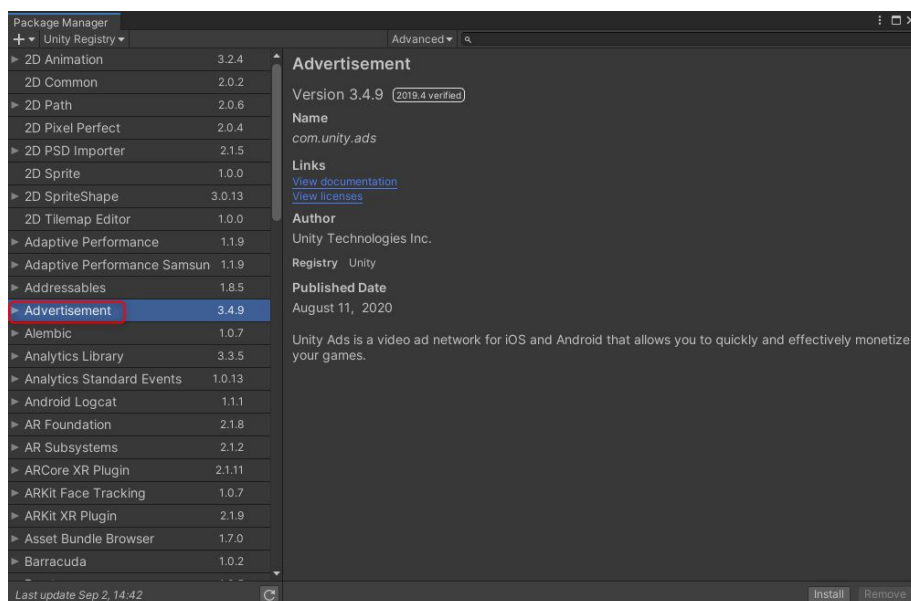 Package Manager
Unity Registry
Advanced
2D Animation 3.2.4
2D Common 2.0.2
2D Path 2.0.6
2D Pixel Perfect 2.0.4
2D PSD Importer 2.1.5
2D Sprite 1.0.0
2D SpriteShape 3.0.13
2D Tilemap Editor 1.0.0
Adaptive Performance 1.1.9
Adaptive Performance Samsun 1.1.9
Addressables 1.8.5
Advertisement 3.4.9
Alembic 1.0.7
Analytics Library 3.3.5
Analytics Standard Events 1.0.13
Android Logcat 1.1.1
AR Foundation 2.1.8
AR Subsystems 2.1.2
ARCore XR Plugin 2.1.11
ARKit Face Tracking 1.0.7
ARKit XR Plugin 2.1.9
Asset Bundle Browser 1.7.0
Barracuda 1.0.2
Last update Sep 2, 14:42
Advertisement
Version 3.4.9 2019.4 verified
Name
com.unity.ads
Links
View documentation
View licenses
Author
Unity Technologies Inc.
Registry Unity
Published Date
August 11, 2020
Unity Ads is a video ad network for iOS and Android that allows you to quickly and effectively monetize
your games.
Install Remove